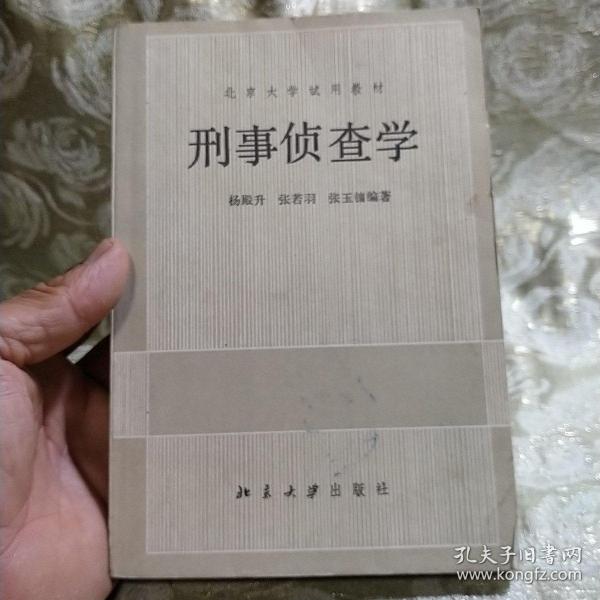 北京大学试用教材
刑事侦查学
杨殿升 张若羽 张玉镶编著
北京大学出版社
孔夫子旧书网
www.kongfz.com